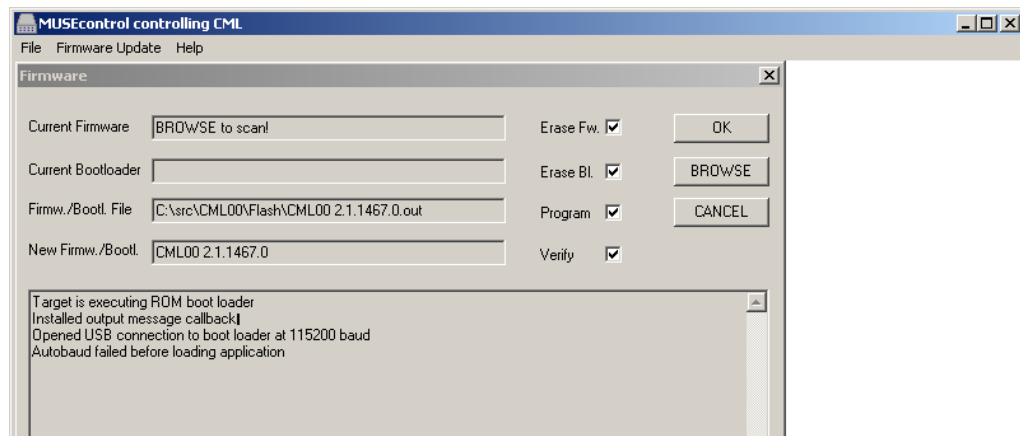 MUSEcontrol controlling CML
File Firmware Update Help
Firmware
Current Firmware BROWSE to scan! Erase Fw. OK
Current Bootloader Erase Bl. BROWSE
Firmw./Bootl. File C:\src\CML00\Flash\CML00 2.1.1467.0.out Program CANCEL
New Firmw./Bootl. CML00 2.1.1467.0 Verify
Target is executing ROM boot loader
Installed output message callback
Opened USB connection to boot loader at 115200 baud
Autobaud failed before loading application